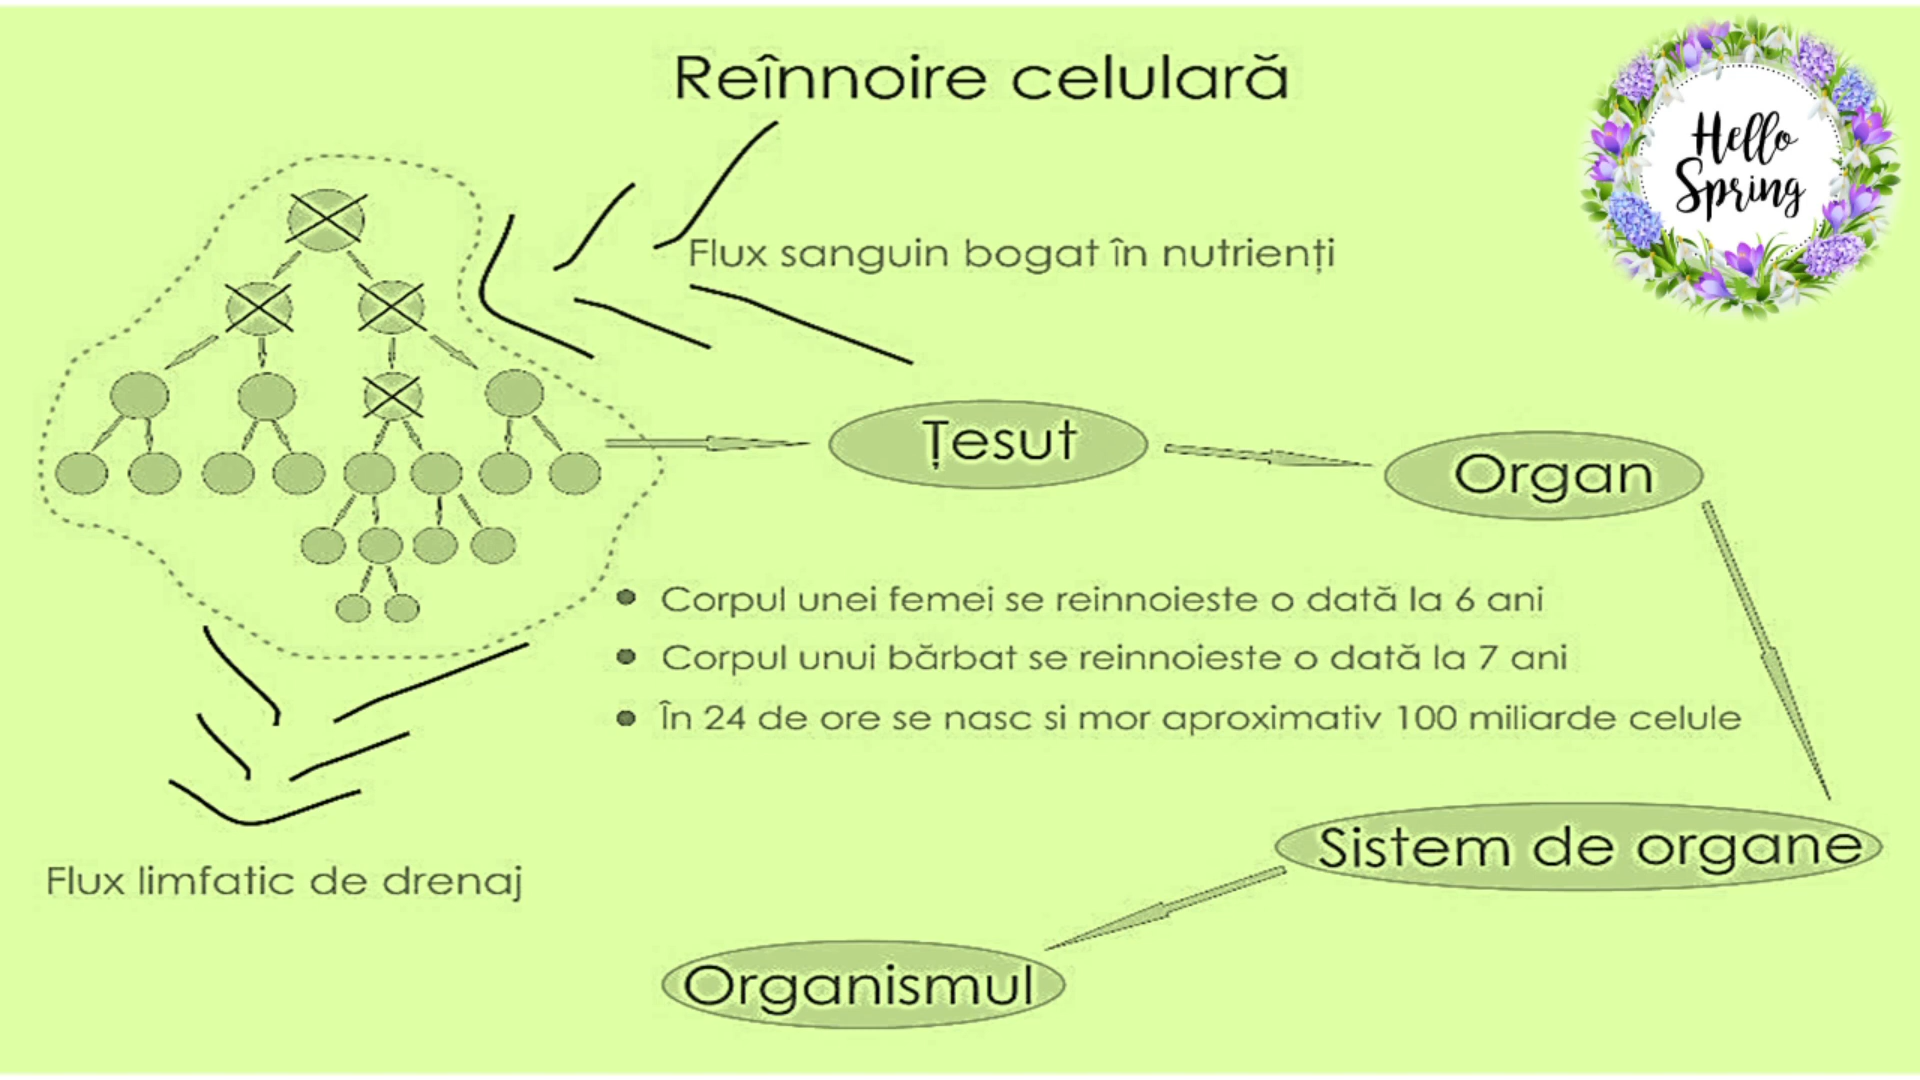 Reînnoire celulară
Hello
Spring
Flux sanguin bogat în nutrienți
Țesut
Organ
Corpul unei femei se reinnoieste o dată la 6 ani
Corpul unui bărbat se reinnoieste o dată la 7 ani
În 24 de ore se nasc si mor aproximativ 100 miliarde celule
Sistem de organe
Flux limfatic de drenaj
Organismul